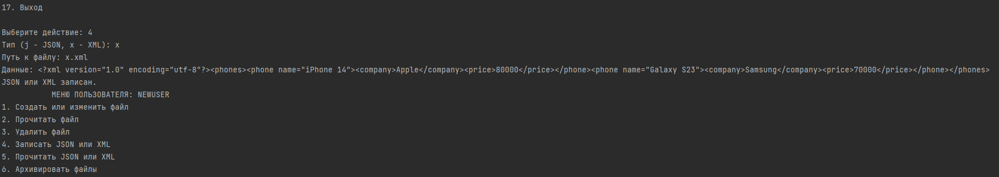 17. Выход
Выберите действие: 4
Тип (j - JSON, x - XML): x
Путь к файлу: x.xml
Данные: <?xml version="1.0" encoding="utf-8"?><phones><phone name="iPhone 14"><company>Apple</company><price>80000</price></phone><phone name="Galaxy S23"><company>Samsung</company><price>70000</price></phone></phones>
JSON или XML записан.
МЕНЮ ПОЛЬЗОВАТЕЛЯ: NEWUSER
1. Создать или изменить файл
2. Прочитать файл
3. Удалить файл
4. Записать JSON или XML
5. Прочитать JSON или XML
6. Архивировать файлы